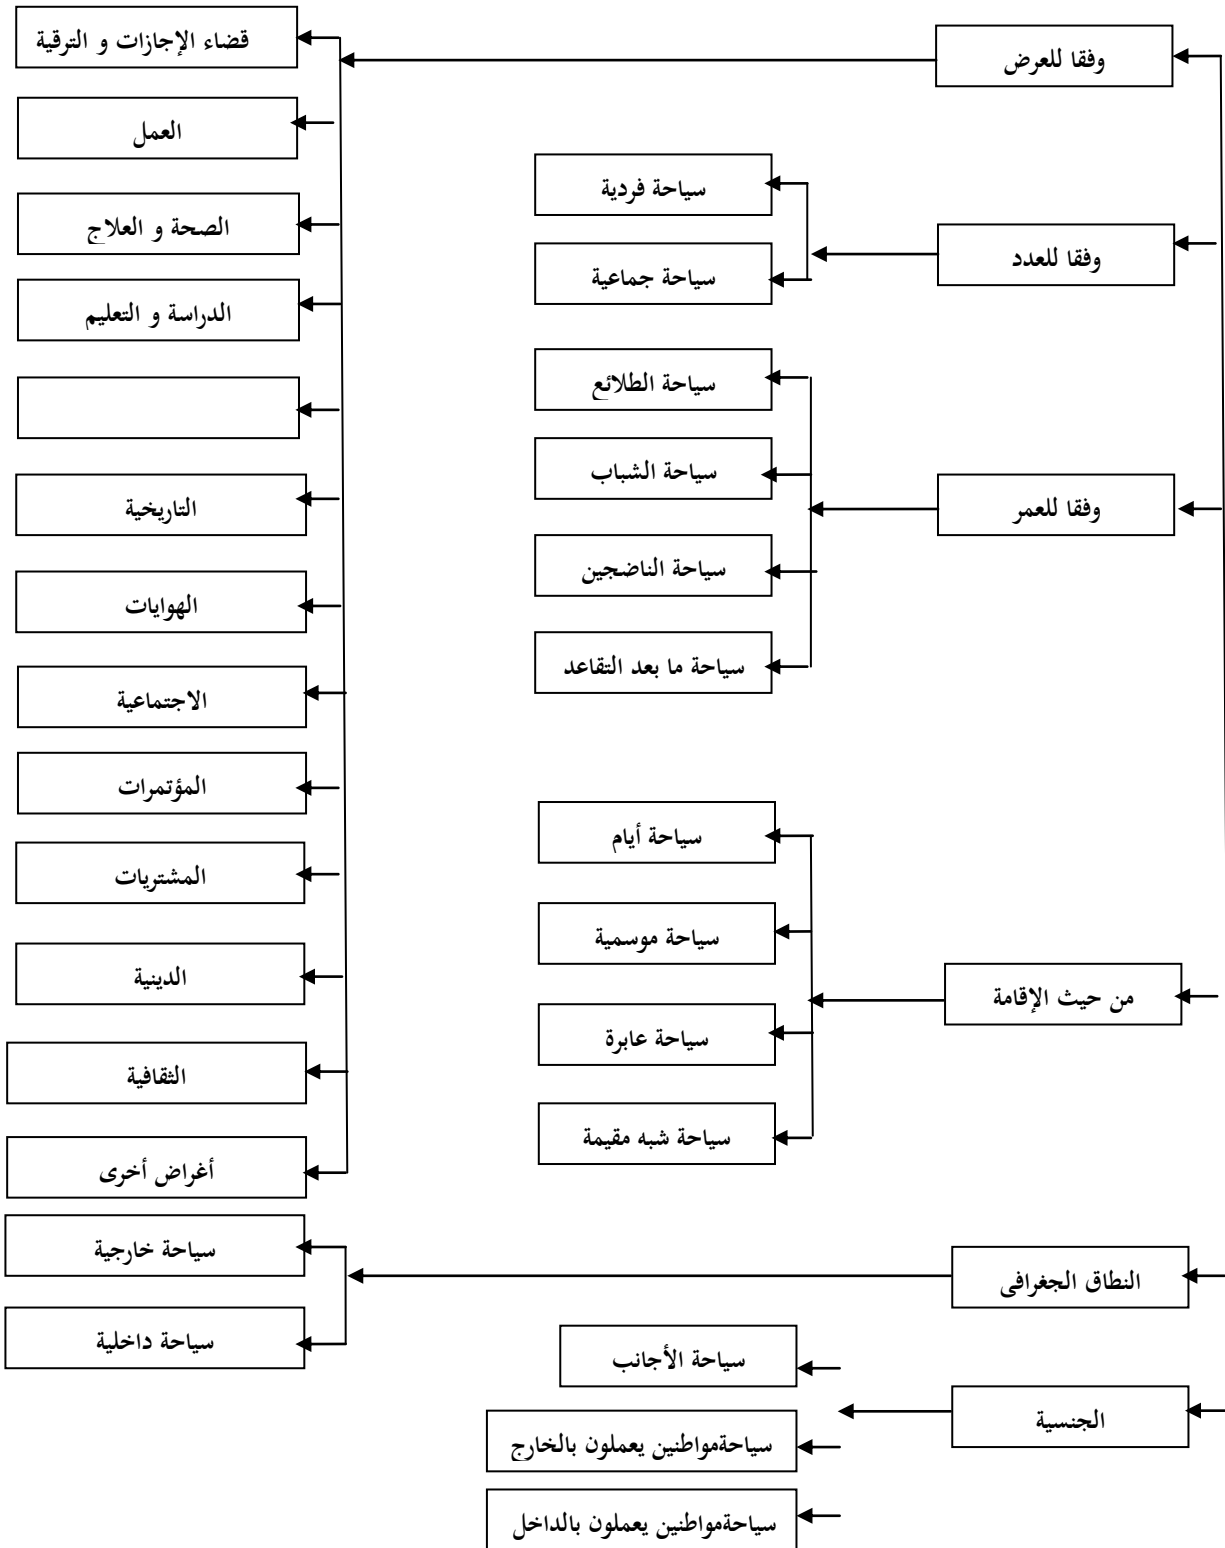 وفقا للعرض
قضاء الإجازات و الترقية
العمل
الصحة و العلاج
الدراسة و التعليم
التاريخية
الهوايات
الاجتماعية
المؤتمرات
المشتريات
الدينية
الثقافية
أغراض أخرى
وفقا للعدد
سياحة فردية
سياحة جماعية
وفقا للعمر
سياحة الطلائع
سياحة الشباب
سياحة الناضجين
سياحة ما بعد التقاعد
من حيث الإقامة
سياحة أيام
سياحة موسمية
سياحة عابرة
سياحة شبه مقيمة
النطاق الجغرافى
سياحة خارجية
سياحة داخلية
الجنسية
سياحة الأجانب
سياحةمواطنين يعملون بالخارج
سياحةمواطنين يعملون بالداخل